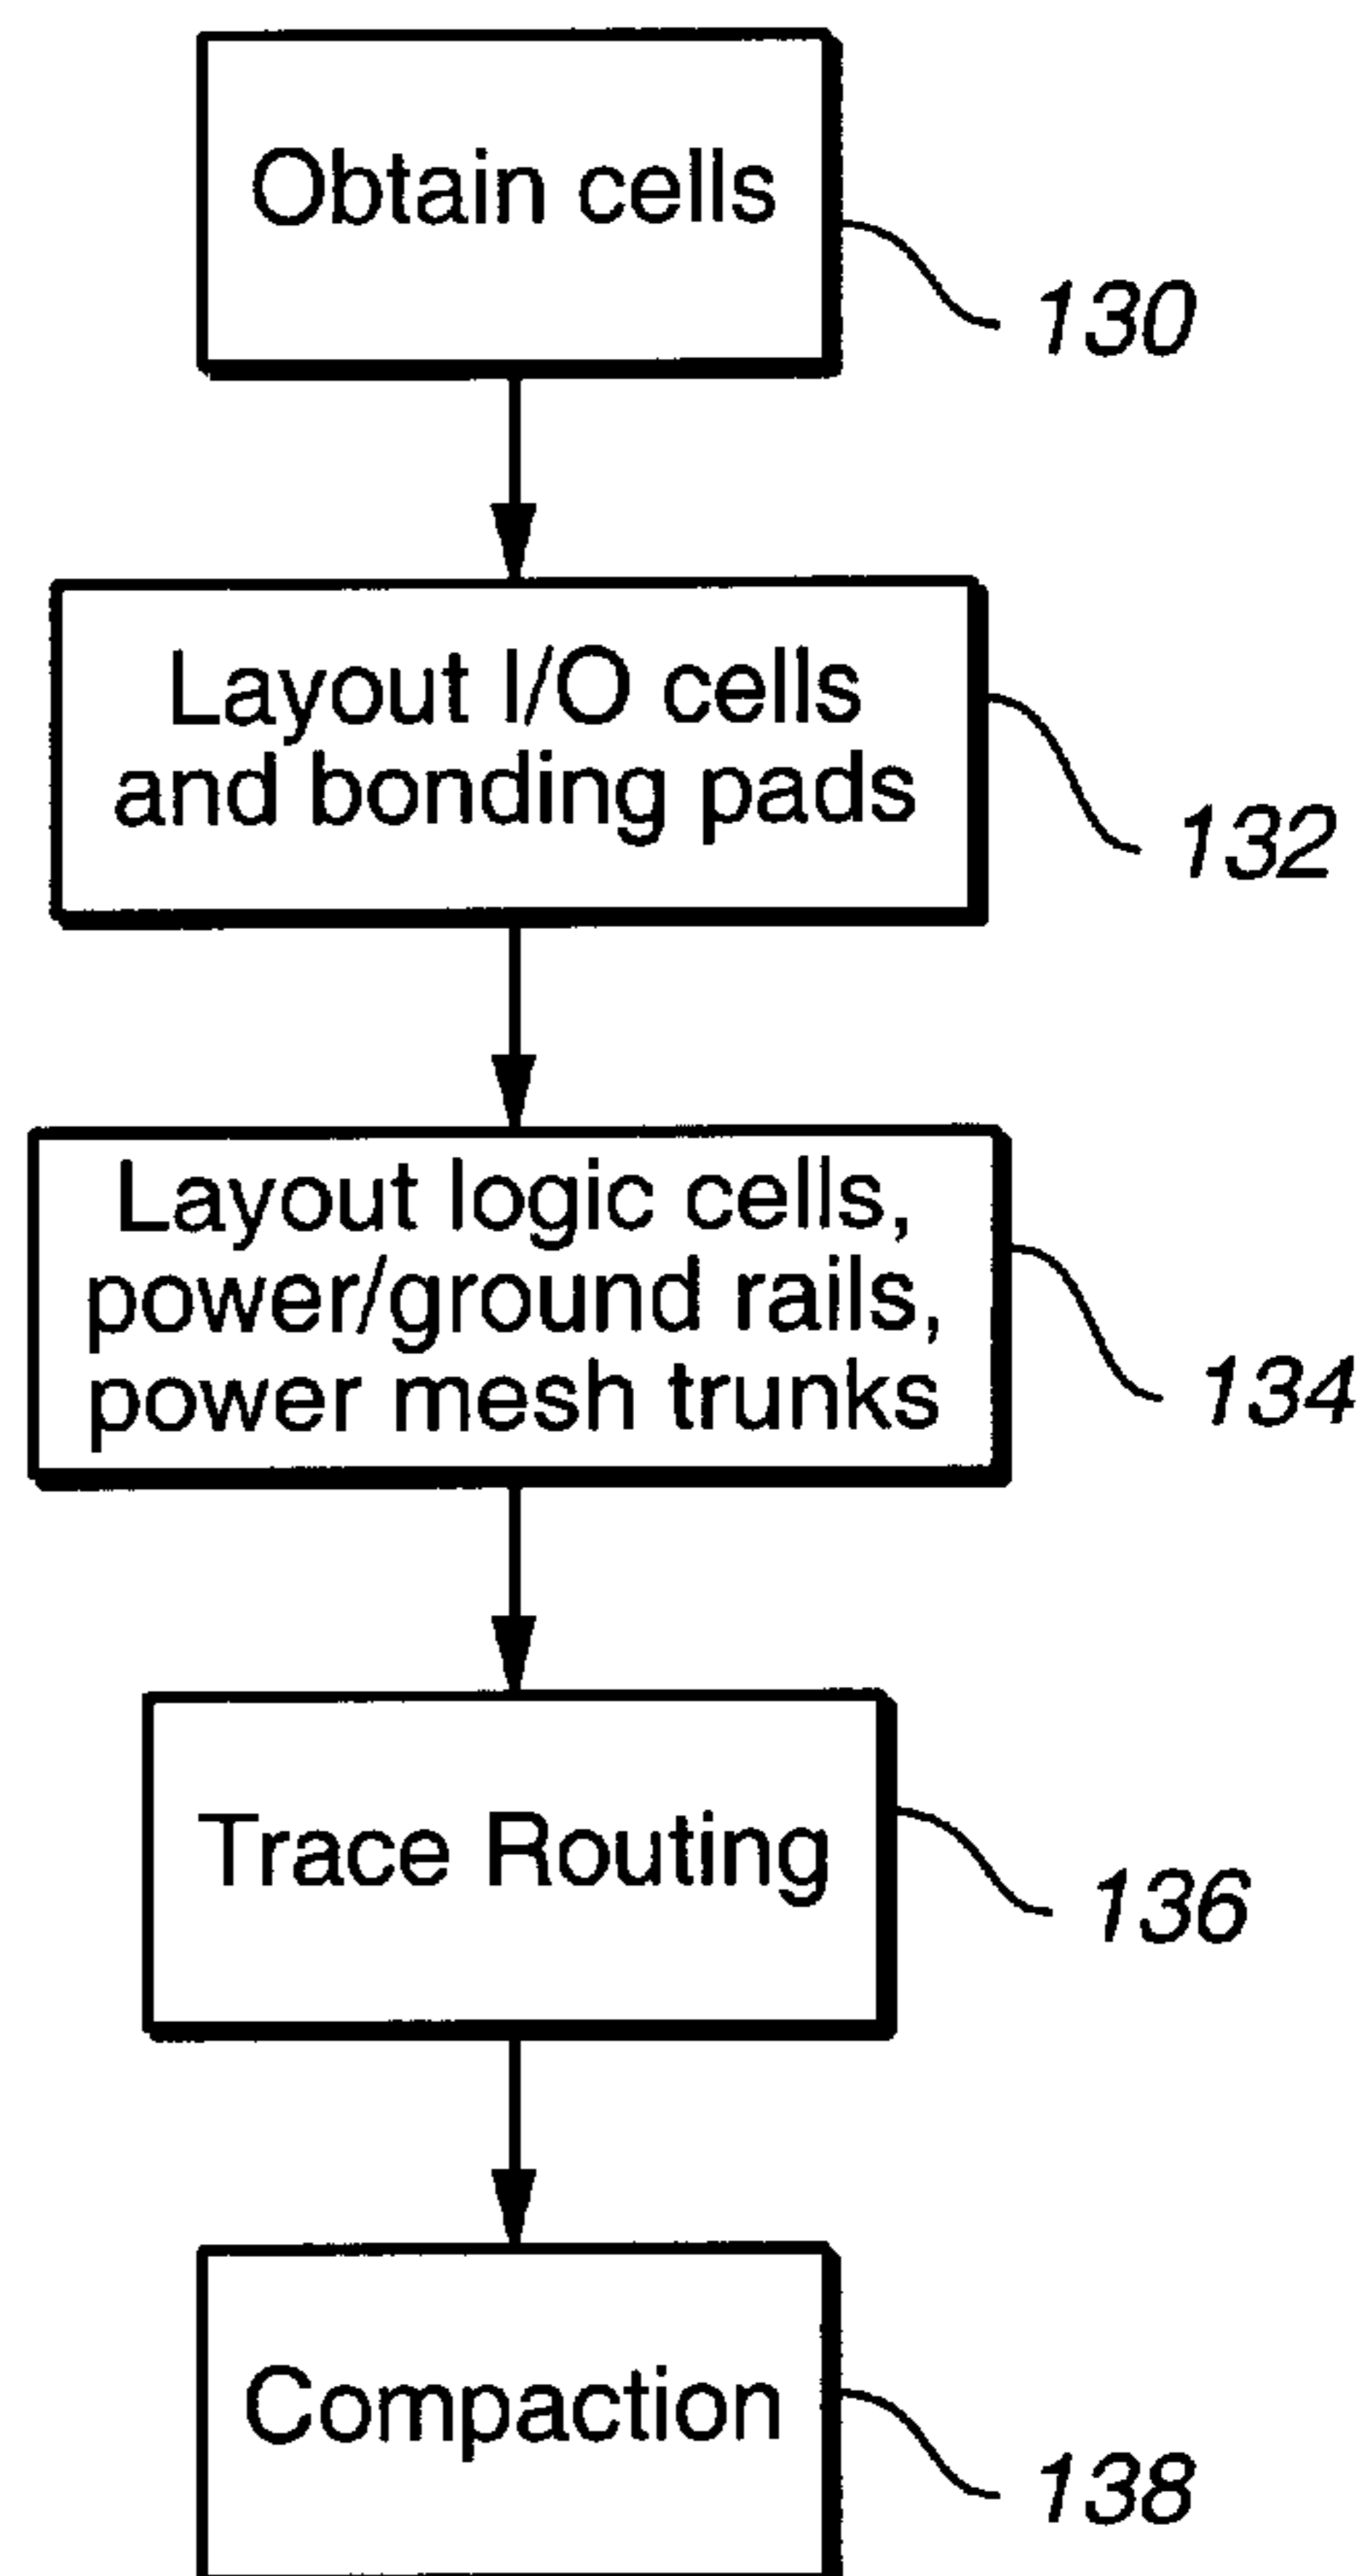 Obtain cells
130
Layout I/O cells
and bonding pads
132
Layout logic cells,
power/ground rails,
power mesh trunks
134
Trace Routing
136
Compaction
138